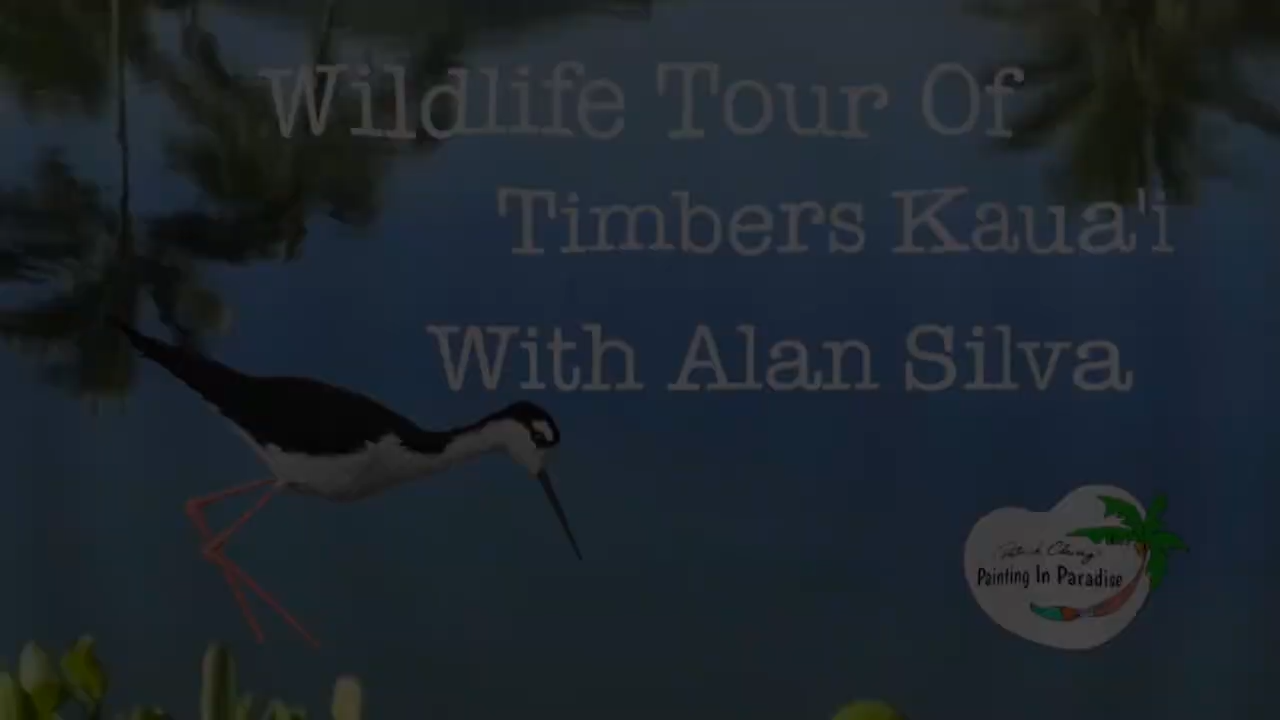 Wildlife Tour Of
Timbers Kaua'i
With Alan Silva
Painting In Paradise